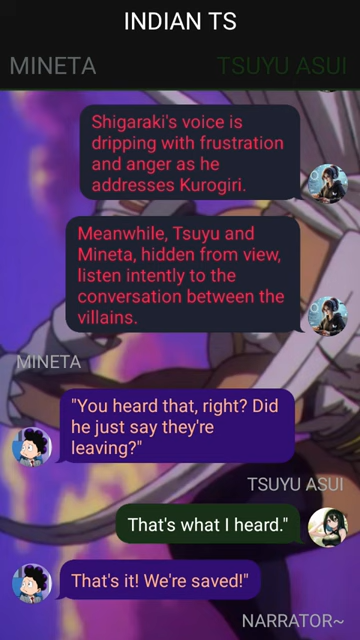 INDIAN TS
MINETA
TSUYU ASUI
Shigaraki's voice is
dripping with frustration
and anger as he
addresses Kurogiri.
Meanwhile, Tsuyu and
Mineta, hidden from view,
listen intently to the
conversation between the
villains.
MINETA
"You heard that, right? Did
he just say they're
leaving?"
TSUYU ASUI
That's what I heard."
That's it! We're saved!"
NARRATOR~